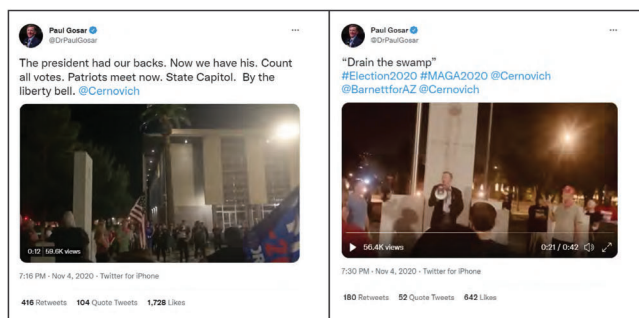 Paul Gosar
@DrPaulGosar
The president had our backs. Now we have his. Count
all votes. Patriots meet now. State Capitol. By the
liberty bell. @Cernovich
0:12 59.6K views
7:16 PM · Nov 4, 2020 · Twitter for iPhone
416 Retweets 104 Quote Tweets 1,728 Likes
Paul Gosar
@DrPaulGosar
“Drain the swamp”
#Election2020 #MAGA2020 @Cernovich
@BarnettforAZ @Cernovich
56.4K views
0:21 / 0:42
7:30 PM · Nov 4, 2020 · Twitter for iPhone
180 Retweets 52 Quote Tweets 642 Likes